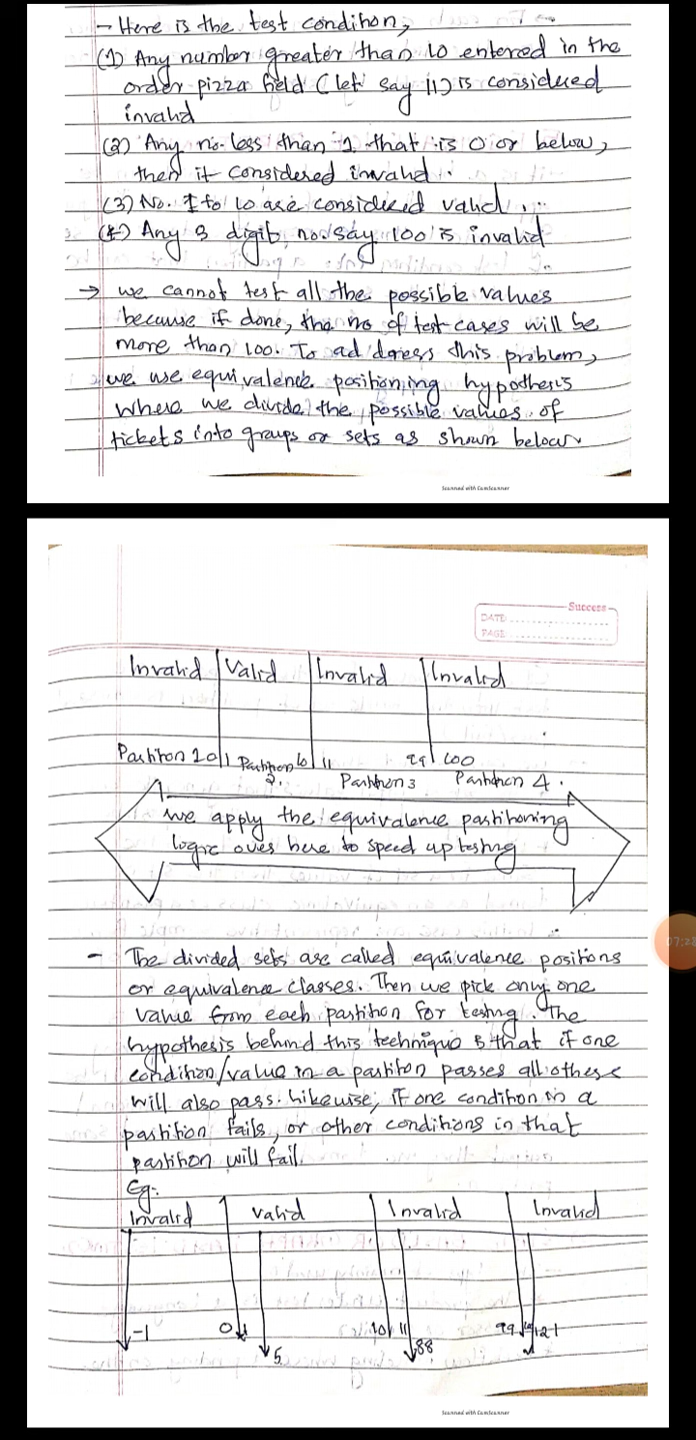 - Here is the test condition,
(1) Any number greater than 10 entered in the
order pizza field (let say 11) is considered
invalid
(2) Any no. less than 1 that is 0 or below,
then it considered invalid.
(3) No. 1 to 10 are considered valid.
(4) Any 3 digit no. say 100 is invalid
→ we cannot test all the possible values
because if done, the no of test cases will be
more than 100. To ad dress this problem,
we use equivalence positioning hypothesis
where we divide the possible values of
tickets into groups or sets as shown below
Scanned with CamScanner
Success
DATE
PAGE
Invalid | Valid | Invalid | Invalid
Partition 1 0 | 1 Partition 2 10 | 11 Partition 3 99 | 100 Partition 4.
we apply the equivalence partitioning
logic over here to speed up testing
- The divided sets are called equivalence positions
or equivalence classes. Then we pick only one
value from each partition for testing. The
hypothesis behind this technique is that if one
condition/value in a partition passes all others
will also pass. Likewise, if one condition in a
partition fails, or other conditions in that
partition will fail.
Eg:
Invalid | valid | Invalid | Invalid
-1 0 1 5 10 11 88 99 121
07:28
Scanned with CamScanner